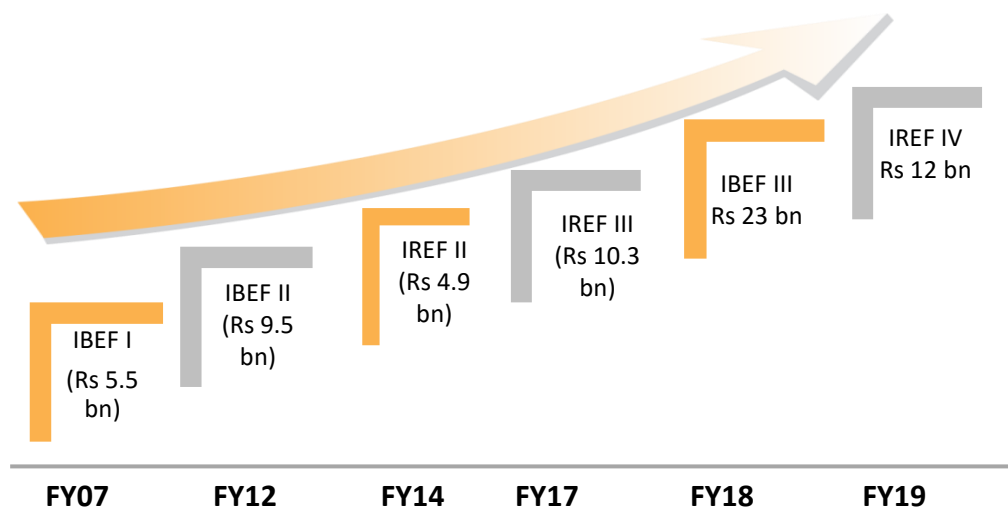 IBEF I
(Rs 5.5
bn)
IBEF II
(Rs 9.5
bn)
IREF II
(Rs 4.9
bn)
IREF III
(Rs 10.3
bn)
IBEF III
Rs 23 bn
IREF IV
Rs 12 bn
FY07 FY12 FY14 FY17 FY18 FY19